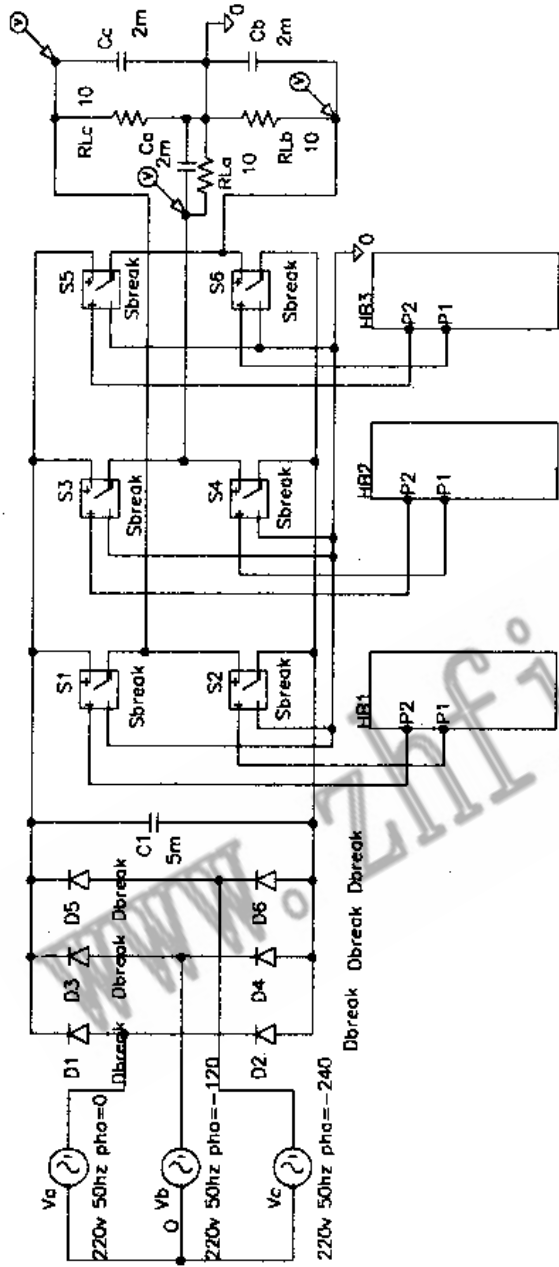 Va
220v 50hz pha=0
Vb
0
220v 50hz pha=-120
Vc
220v 50hz pha=-240
D1
Dbreak
D3
Dbreak
D5
Dbreak
D2
D4
D6
Dbreak Dbreak Dbreak
C1
5m
S1
Sbreak
S2
Sbreak
S3
Sbreak
S4
Sbreak
S5
Sbreak
S6
Sbreak
HB1
P2
P1
HB2
P2
P1
HB3
P2
P1
0
RLc
10
Cc
2m
Ca
2m
RLa
10
RLb
10
Cb
2m
0
V
V
V
www.zhfi